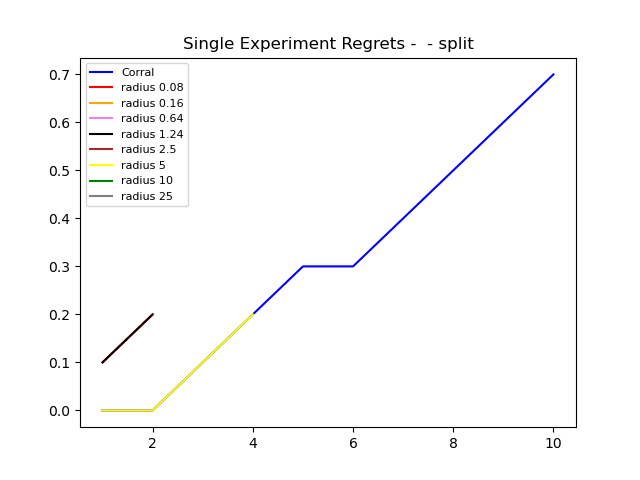 Single Experiment Regrets -  - split
0.7
0.6
0.5
0.4
0.3
0.2
0.1
0.0
Corral
radius 0.08
radius 0.16
radius 0.64
radius 1.24
radius 2.5
radius 5
radius 10
radius 25
2 4 6 8 10